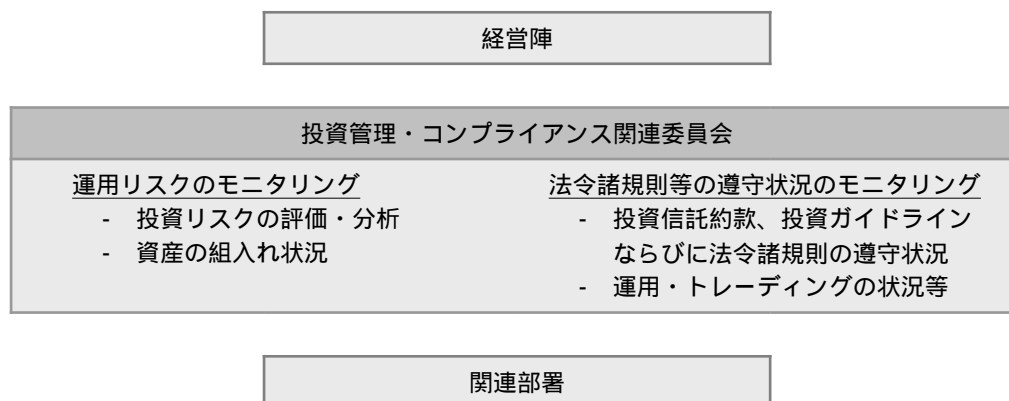 経営陣
投資管理・コンプライアンス関連委員会
運用リスクのモニタリング
- 投資リスクの評価・分析
- 資産の組入れ状況
法令諸規則等の遵守状況のモニタリング
- 投資信託約款、投資ガイドライン
ならびに法令諸規則の遵守状況
- 運用・トレーディングの状況等
関連部署